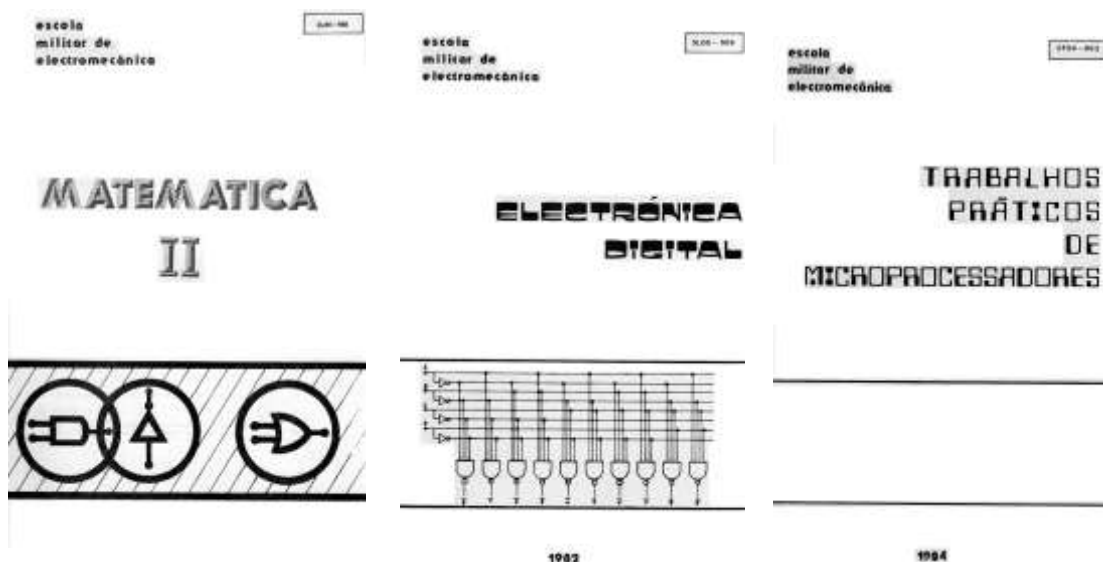 escola
militar de
electromecânica
MATEMATICA
II
escola
militar de
electromecânica
ELECTRÓNICA
DIGITAL
1982
escola
militar de
electromecânica
TRABALHOS
PRÁTICOS
DE
MICROPROCESSADORES
1984